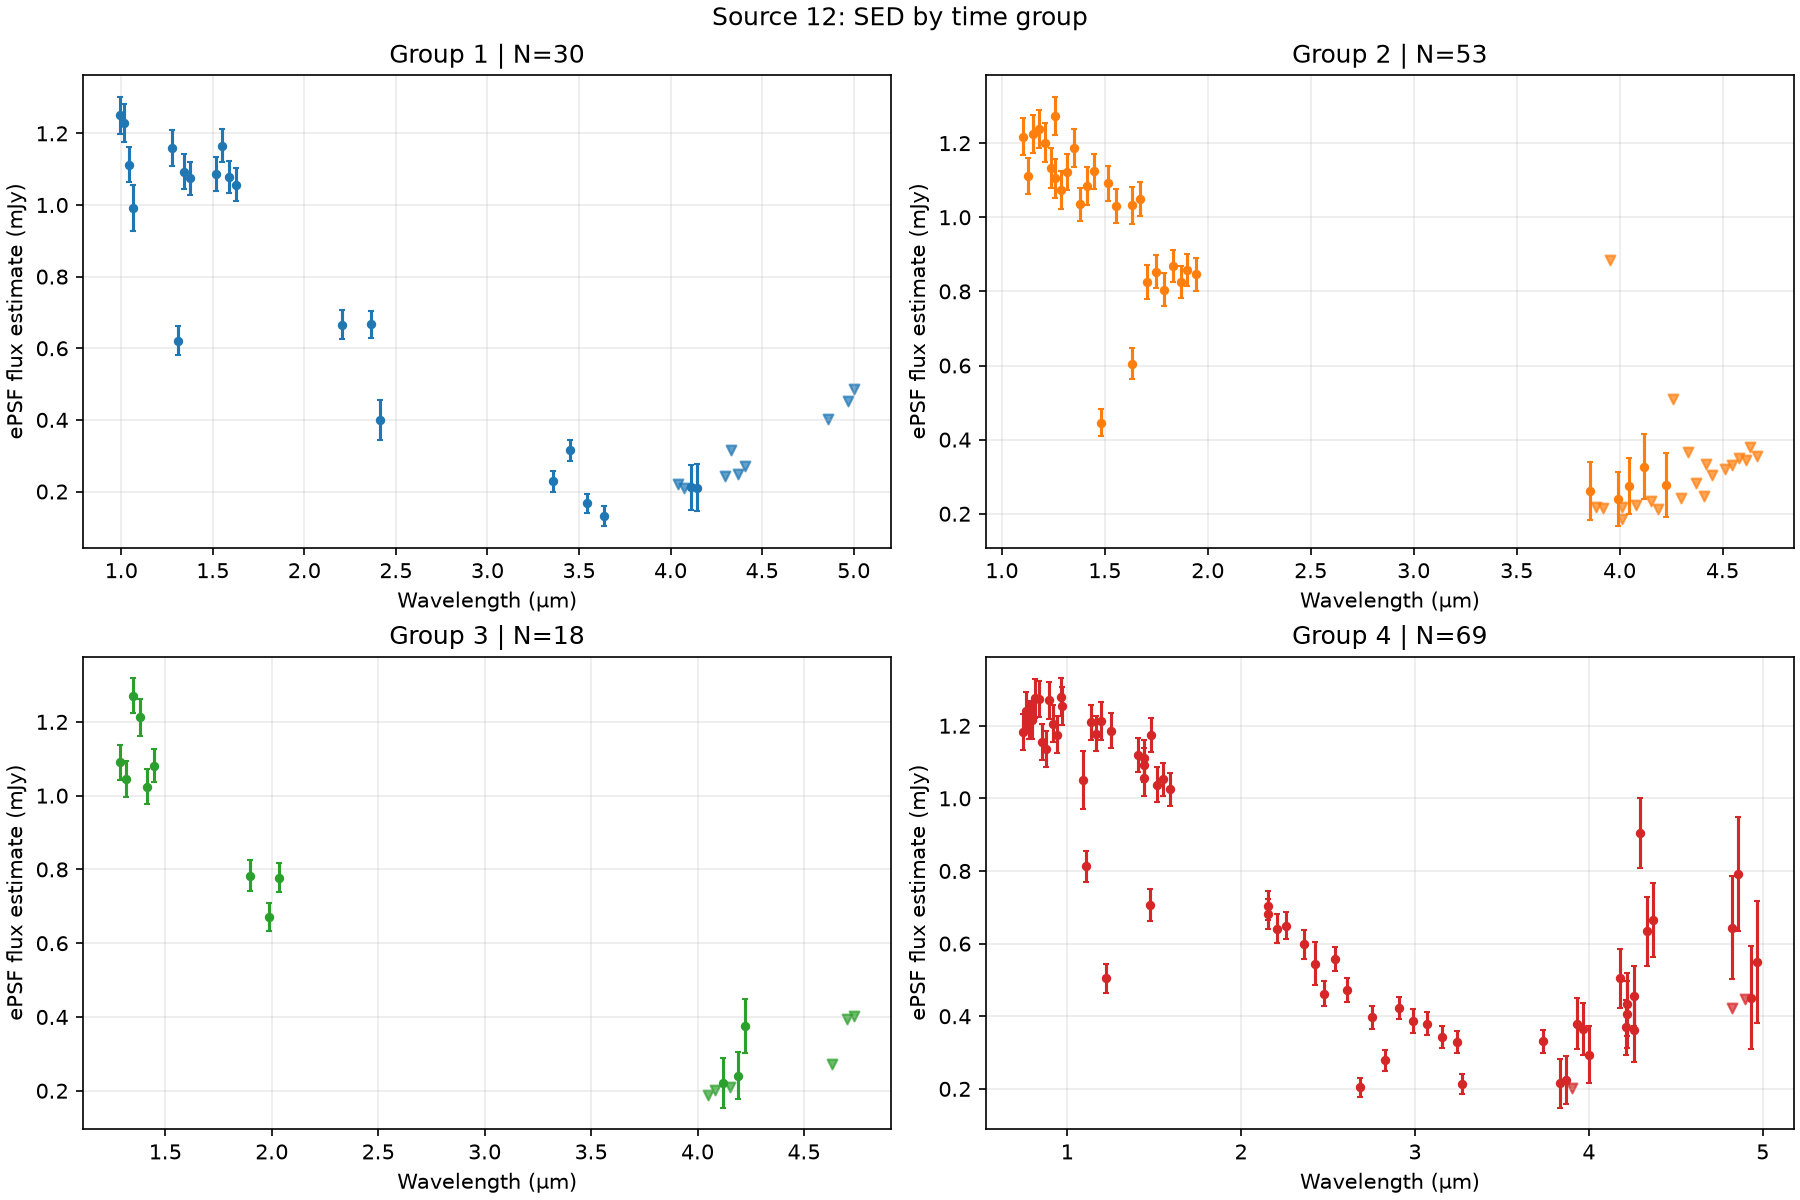 Source 12: SED by time group
Group 1 | N=30
ePSF flux estimate (mJy)
1.2
1.0
0.8
0.6
0.4
0.2
1.0 1.5 2.0 2.5 3.0 3.5 4.0 4.5 5.0
Wavelength (µm)
Group 2 | N=53
ePSF flux estimate (mJy)
1.2
1.0
0.8
0.6
0.4
0.2
1.0 1.5 2.0 2.5 3.0 3.5 4.0 4.5
Wavelength (µm)
Group 3 | N=18
ePSF flux estimate (mJy)
1.2
1.0
0.8
0.6
0.4
0.2
1.5 2.0 2.5 3.0 3.5 4.0 4.5
Wavelength (µm)
Group 4 | N=69
ePSF flux estimate (mJy)
1.2
1.0
0.8
0.6
0.4
0.2
1 2 3 4 5
Wavelength (µm)